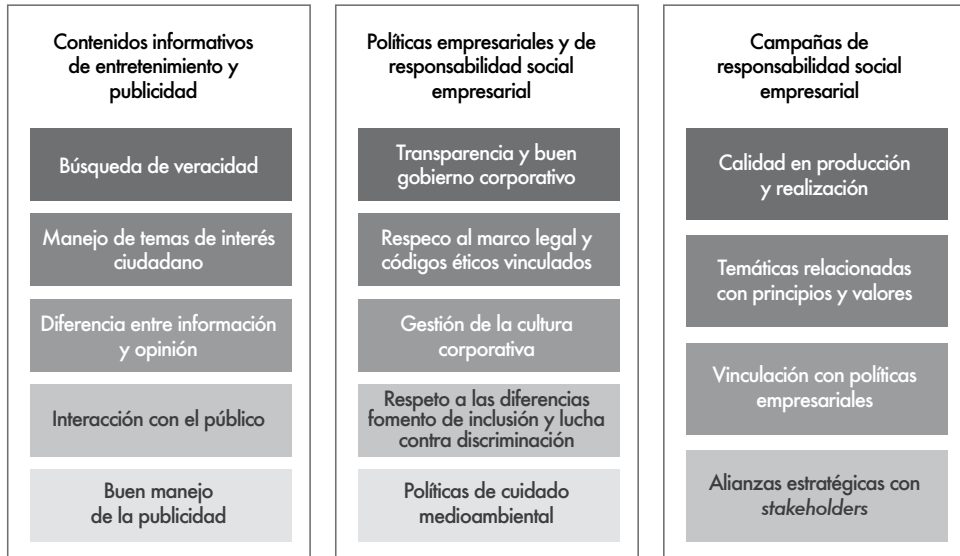 Contenidos informativos
de entretenimiento y
publicidad
Búsqueda de veracidad
Manejo de temas de interés
ciudadano
Diferencia entre información
y opinión
Interacción con el público
Buen manejo
de la publicidad
Políticas empresariales y de
responsabilidad social
empresarial
Transparencia y buen
gobierno corporativo
Respeco al marco legal y
códigos éticos vinculados
Gestión de la cultura
corporativa
Respeto a las diferencias
fomento de inclusión y lucha
contra discriminación
Políticas de cuidado
medioambiental
Campañas de
responsabilidad social
empresarial
Calidad en producción
y realización
Temáticas relacionadas
con principios y valores
Vinculación con políticas
empresariales
Alianzas estratégicas con
stakeholders